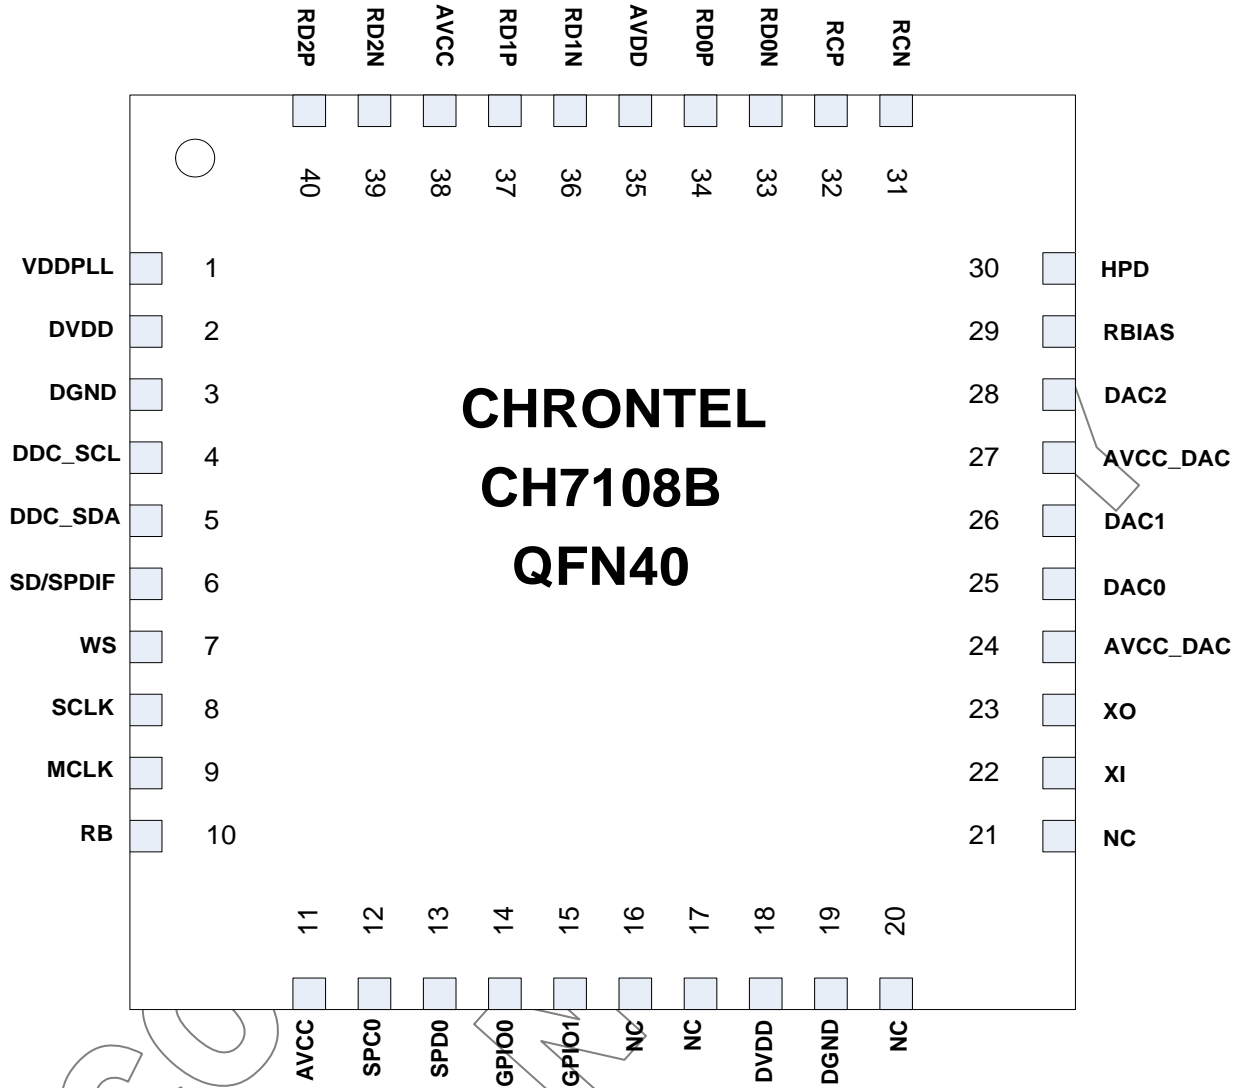 RD2P RD2N AVCC RD1P RD1N AVDD RD0P RD0N RCP RCN
40 39 38 37 36 35 34 33 32 31
VDDPLL 1 30 HPD
DVDD 2 29 RBIAS
DGND 3 28 DAC2
DDC_SCL 4 27 AVCC_DAC
DDC_SDA 5 26 DAC1
SD/SPDIF 6 25 DAC0
WS 7 24 AVCC_DAC
SCLK 8 23 XO
MCLK 9 22 XI
RB 10 21 NC
CHRONTEL
CH7108B
QFN40
11 12 13 14 15 16 17 18 19 20
AVCC SPC0 SPD0 GPIO0 GPIO1 NC NC DVDD DGND NC